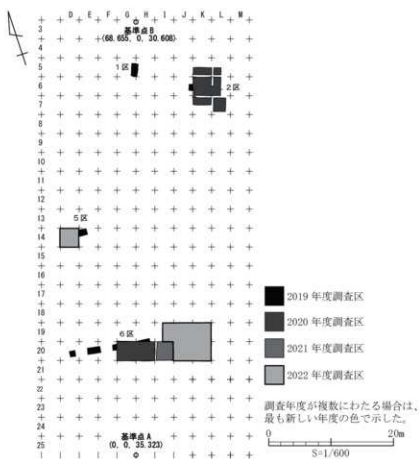 D E F G H I J K L M
3
4
5
6
7
8
9
10
11
12
13
14
15
16
17
18
19
20
21
22
23
24
25
基準点B
(68.655, 0, 30.608)
1区
2区
5区
6区
基準点A
(0, 0, 35.323)
2019 年度調査区
2020 年度調査区
2021 年度調査区
2022 年度調査区
調査年度が複数にわたる場合は、
最も新しい年度の色で示した。
0 20m
S=1/600